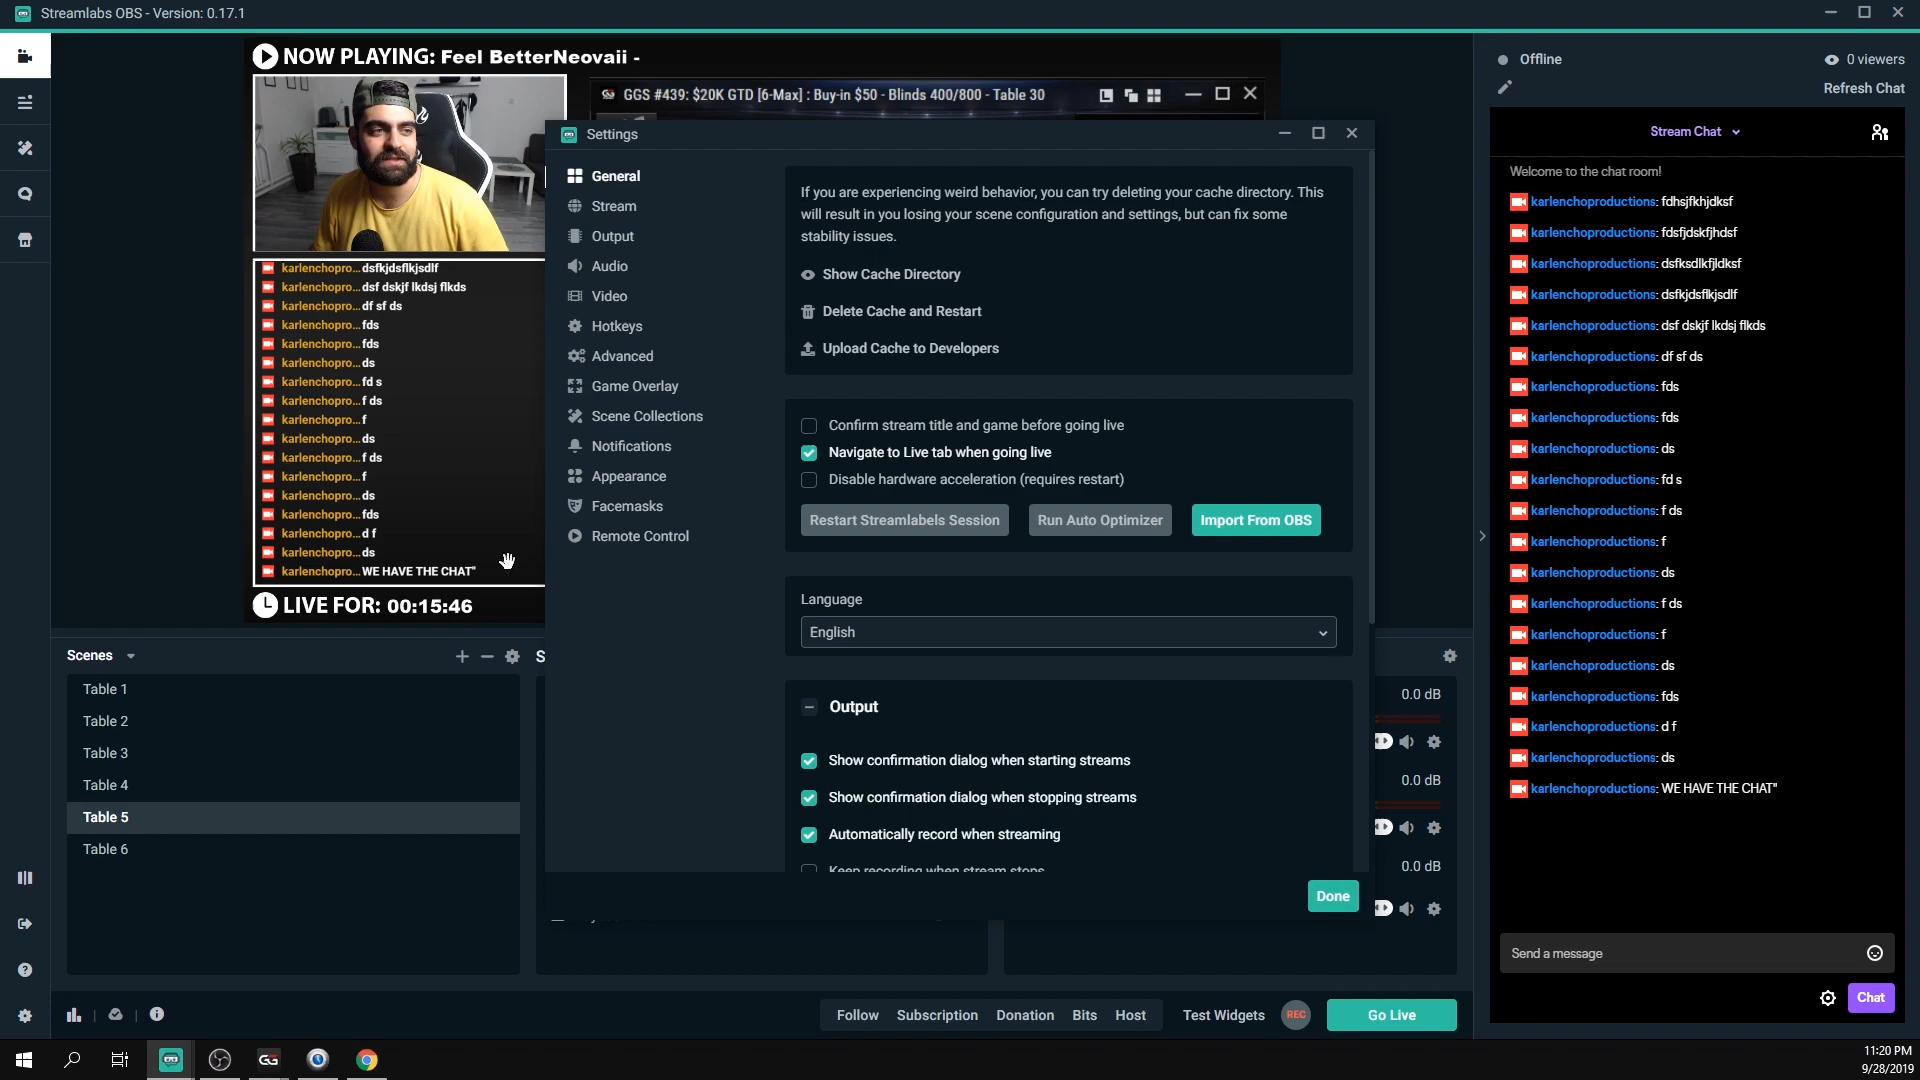 Streamlabs OBS - Version: 0.17.1
NOW PLAYING: Feel BetterNeovaii -
GGS #439: $20K GTD [6-Max] : Buy-in $50 - Blinds 400/800 - Table 30
karlenchopro... dsfkjdsflkjsdlf
karlenchopro... dsf dskjf lkdsj flkds
karlenchopro... df sf ds
karlenchopro... fds
karlenchopro... fds
karlenchopro... ds
karlenchopro... fd s
karlenchopro... f ds
karlenchopro... f
karlenchopro... ds
karlenchopro... f ds
karlenchopro... f
karlenchopro... ds
karlenchopro... fds
karlenchopro... d f
karlenchopro... ds
karlenchopro... WE HAVE THE CHAT"
LIVE FOR: 00:15:46
Settings
General
Stream
Output
Audio
Video
Hotkeys
Advanced
Game Overlay
Scene Collections
Notifications
Appearance
Facemasks
Remote Control
If you are experiencing weird behavior, you can try deleting your cache directory. This
will result in you losing your scene configuration and settings, but can fix some
stability issues.
Show Cache Directory
Delete Cache and Restart
Upload Cache to Developers
Confirm stream title and game before going live
Navigate to Live tab when going live
Disable hardware acceleration (requires restart)
Restart Streamlabels Session
Run Auto Optimizer
Import From OBS
Language
English
Output
Show confirmation dialog when starting streams
Show confirmation dialog when stopping streams
Automatically record when streaming
Keep recording when stream stops
Done
Scenes
S
Table 1
Table 2
Table 3
Table 4
Table 5
Table 6
0.0 dB
0.0 dB
0.0 dB
Follow
Subscription
Donation
Bits
Host
Test Widgets
REC
Go Live
Offline
0 viewers
Refresh Chat
Stream Chat
Welcome to the chat room!
karlenchoproductions: fdhsjfkhjdksf
karlenchoproductions: fdsfjdskfjhdsf
karlenchoproductions: dsfksdlkfjldksf
karlenchoproductions: dsfkjdsflkjsdlf
karlenchoproductions: dsf dskjf lkdsj flkds
karlenchoproductions: df sf ds
karlenchoproductions: fds
karlenchoproductions: fds
karlenchoproductions: ds
karlenchoproductions: fd s
karlenchoproductions: f ds
karlenchoproductions: f
karlenchoproductions: ds
karlenchoproductions: f ds
karlenchoproductions: f
karlenchoproductions: ds
karlenchoproductions: fds
karlenchoproductions: d f
karlenchoproductions: ds
karlenchoproductions: WE HAVE THE CHAT"
Send a message
Chat
GG
11:20 PM
9/28/2019